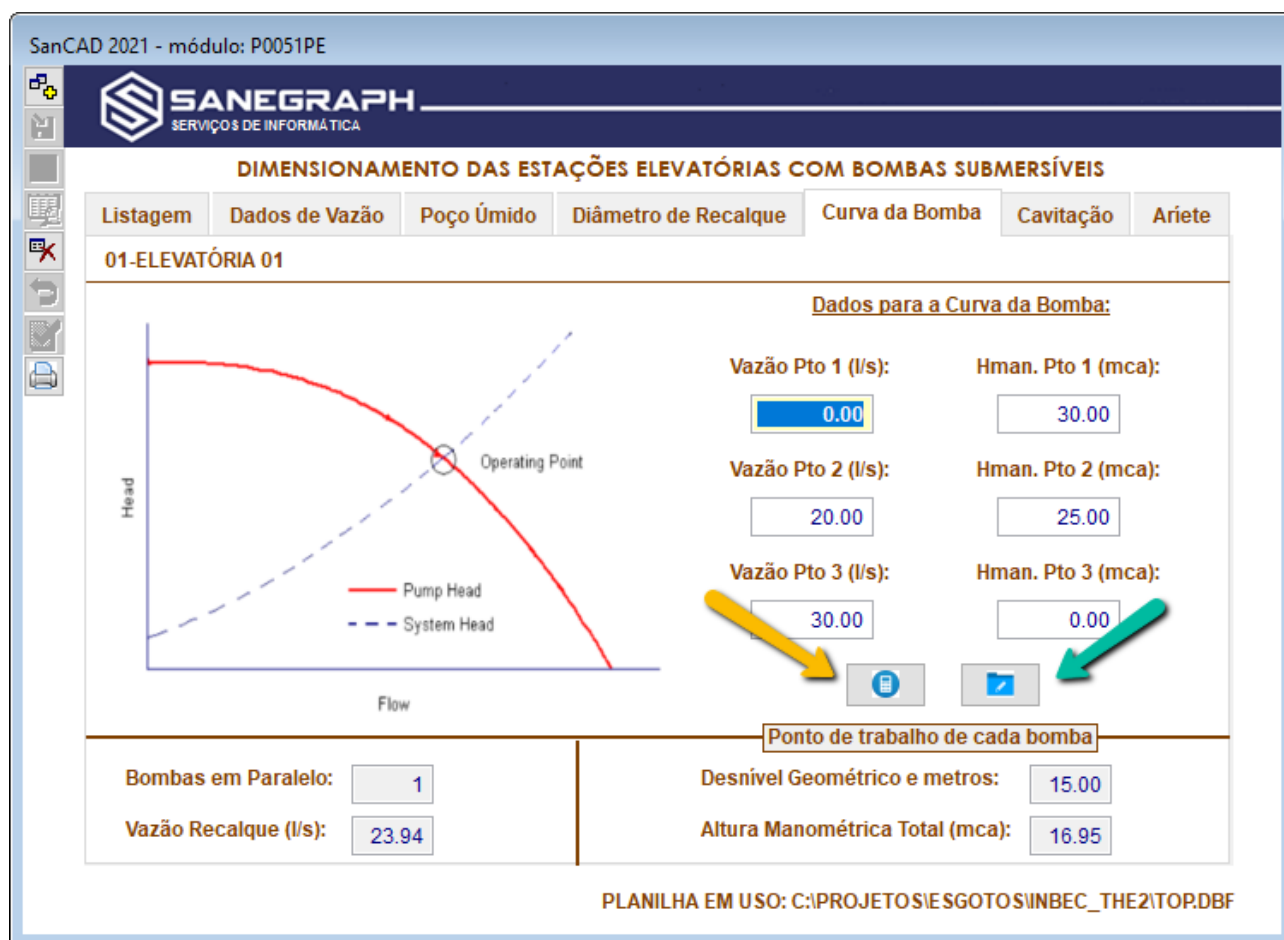 SanCAD 2021 - módulo: P0051PE
SANEGRAPH
SERVIÇOS DE INFORMÁTICA
DIMENSIONAMENTO DAS ESTAÇÕES ELEVATÓRIAS COM BOMBAS SUBMERSÍVEIS
Listagem Dados de Vazão Poço Úmido Diâmetro de Recalque Curva da Bomba Cavitação Aríete
01-ELEVATÓRIA 01
Dados para a Curva da Bomba:
Vazão Pto 1 (l/s): Hman. Pto 1 (mca):
0.00 30.00
Vazão Pto 2 (l/s): Hman. Pto 2 (mca):
20.00 25.00
Vazão Pto 3 (l/s): Hman. Pto 3 (mca):
30.00 0.00
Head
Operating Point
Pump Head
System Head
Flow
Ponto de trabalho de cada bomba
Bombas em Paralelo: 1 Desnível Geométrico e metros: 15.00
Vazão Recalque (l/s): 23.94 Altura Manométrica Total (mca): 16.95
PLANILHA EM USO: C:\PROJETOS\ESGOTOS\INBEC_THE2\TOP.DBF